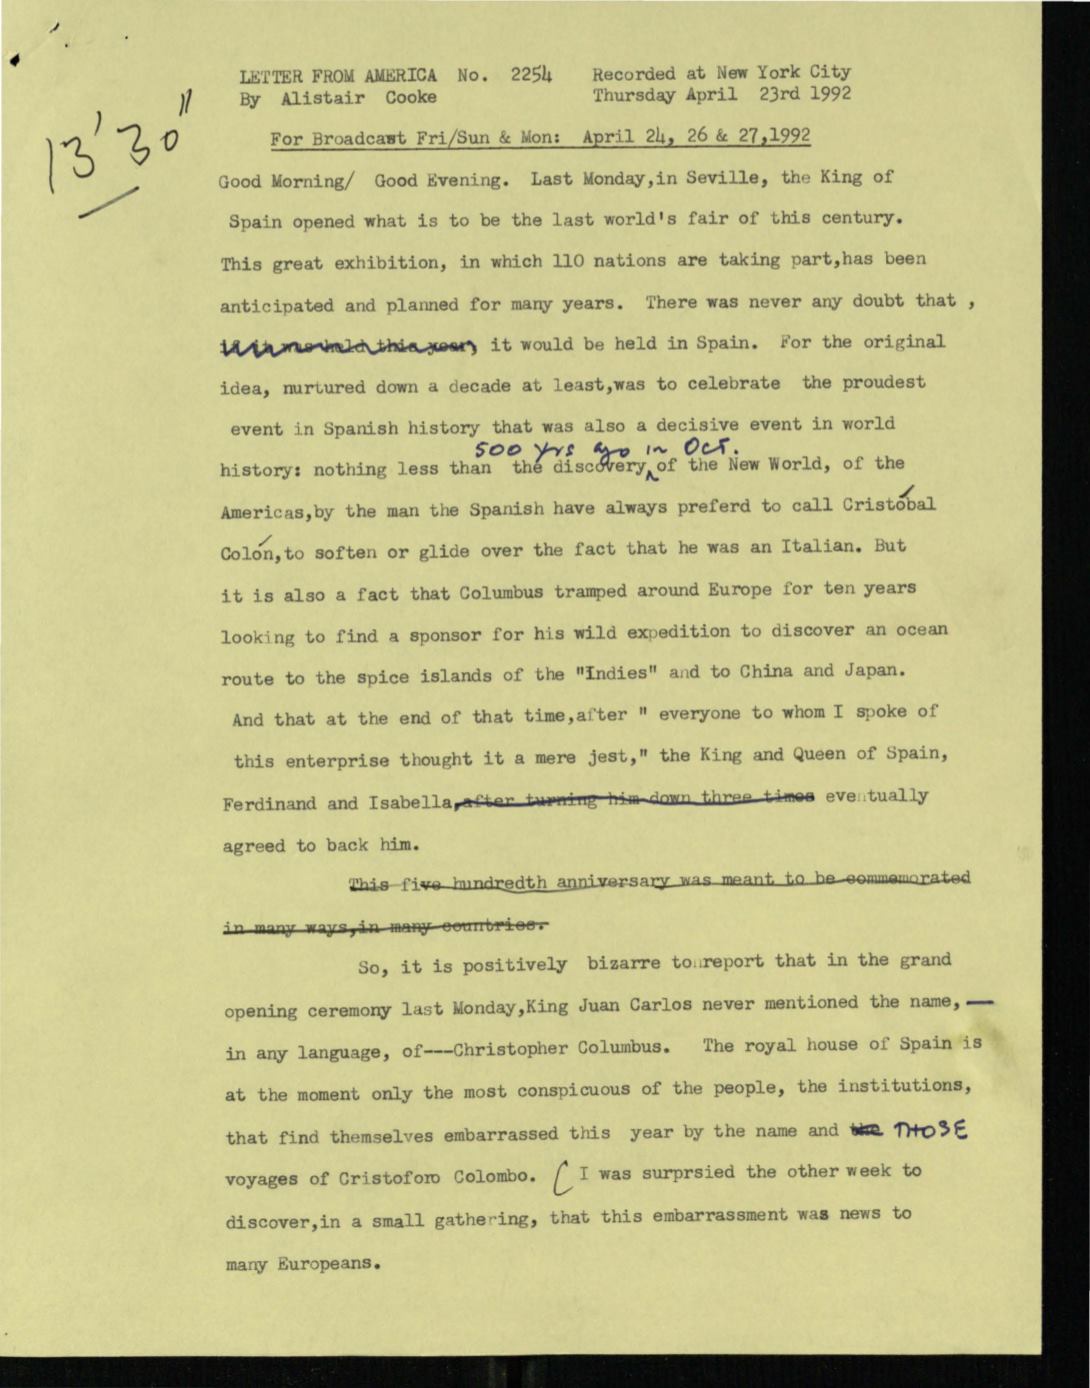 LETTER FROM AMERICA No. 2254 Recorded at New York City
By Alistair Cooke Thursday April 23rd 1992
13' 30"
For Broadcast Fri/Sun & Mon: April 24, 26 & 27,1992
Good Morning/ Good Evening. Last Monday,in Seville, the King of
Spain opened what is to be the last world's fair of this century.
This great exhibition, in which 110 nations are taking part,has been
anticipated and planned for many years. There was never any doubt that ,
if it was held this year, it would be held in Spain. For the original
idea, nurtured down a decade at least,was to celebrate the proudest
event in Spanish history that was also a decisive event in world
500 yrs ago in Oct.
history: nothing less than the discovery of the New World, of the
Americas,by the man the Spanish have always preferd to call Cristóbal
Colón,to soften or glide over the fact that he was an Italian. But
it is also a fact that Columbus tramped around Europe for ten years
looking to find a sponsor for his wild expedition to discover an ocean
route to the spice islands of the "Indies" and to China and Japan.
And that at the end of that time,after " everyone to whom I spoke of
this enterprise thought it a mere jest," the King and Queen of Spain,
Ferdinand and Isabella,after turning him down three times eventually
agreed to back him.
This five hundredth anniversary was meant to be commemorated
in many ways,in many countries.
So, it is positively bizarre to report that in the grand
opening ceremony last Monday,King Juan Carlos never mentioned the name, —
in any language, of---Christopher Columbus. The royal house of Spain is
at the moment only the most conspicuous of the people, the institutions,
that find themselves embarrassed this year by the name and the THOSE
voyages of Cristoforo Colombo. ( I was surprsied the other week to
discover,in a small gathering, that this embarrassment was news to
many Europeans.